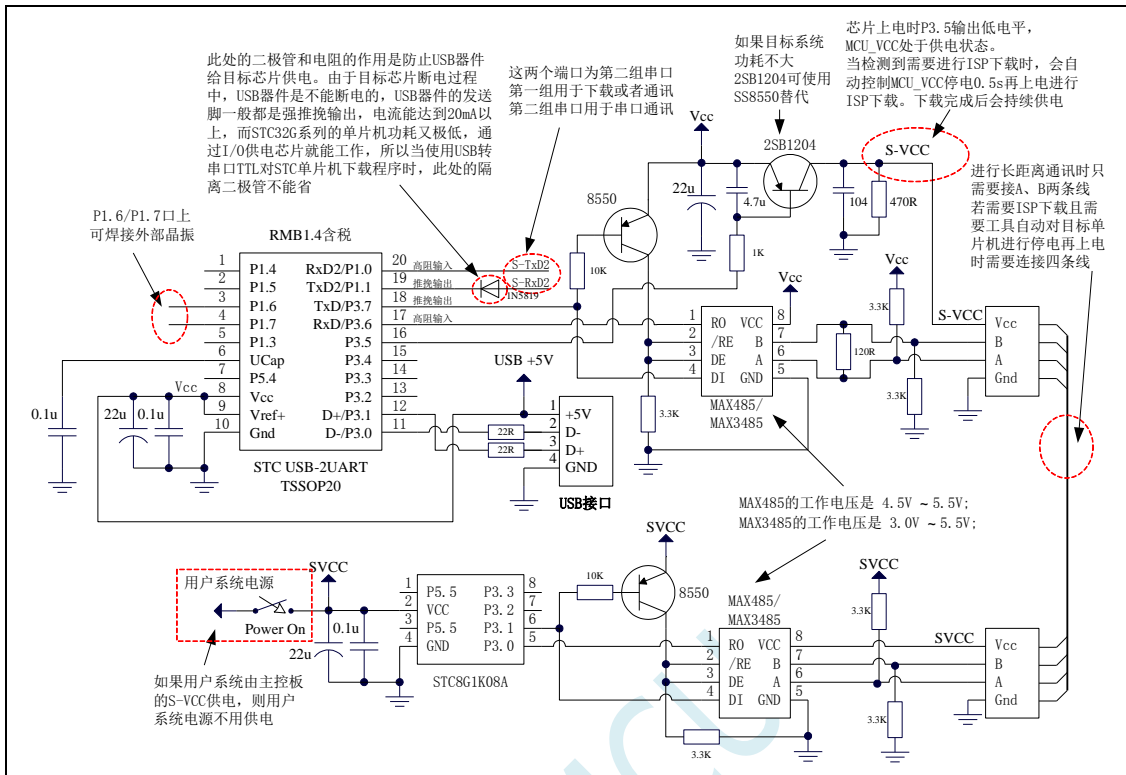 此处的二极管和电阻的作用是防止USB器件
给目标芯片供电。由于目标芯片断电过程
中，USB器件是不能断电的，USB器件的发送
脚一般都是强推挽输出，电流能达到20mA以
上，而STC32G系列的单片机功耗又极低，通
过I/O供电芯片就能工作，所以当使用USB转
串口TTL对STC单片机下载程序时，此处的隔
离二极管不能省
这两个端口为第二组串口
第一组用于下载或者通讯
第二组串口用于串口通讯
如果目标系统
功耗不大
2SB1204可使用
SS8550替代
芯片上电时P3.5输出低电平，
MCU_VCC处于供电状态。
当检测到需要进行ISP下载时，会自
动控制MCU_VCC停电0.5s再上电进行
ISP下载。下载完成后会持续供电
进行长距离通讯时只
需要接A、B两条线
若需要ISP下载且需
要工具自动对目标单
片机进行停电再上电
时需要连接四条线
Vcc
2SB1204
S-VCC
22u
4.7u
104
470R
8550
10K
1K
P1.6/P1.7口上
可焊接外部晶振
RMB1.4含税
1 P1.4 RxD2/P1.0 20 高阻输入 S-TxD2
2 P1.5 TxD2/P1.1 19 推挽输出 S-RxD2
1N5819
3 P1.6 TxD/P3.7 18 推挽输出
4 P1.7 RxD/P3.6 17 高阻输入
5 P1.3 P3.5 16
6 UCap P3.4 15
7 P5.4 P3.3 14
8 Vcc P3.2 13
9 Vref+ D+/P3.1 12
10 Gnd D-/P3.0 11
Vcc
0.1u
22u
0.1u
STC USB-2UART
TSSOP20
USB +5V
1 +5V
2 D-
3 D+
4 GND
22R
22R
USB接口
Vcc
1 RO VCC 8
2 /RE B 7
3 DE A 6
4 DI GND 5
MAX485/
MAX3485
3.3K
120R
Vcc
3.3K
3.3K
S-VCC
Vcc
B
A
Gnd
MAX485的工作电压是 4.5V ~ 5.5V;
MAX3485的工作电压是 3.0V ~ 5.5V;
用户系统电源
Power On
如果用户系统由主控板
的S-VCC供电，则用户
系统电源不用供电
SVCC
22u
0.1u
1 P5.5 P3.3 8
2 VCC P3.2 7
3 P5.5 P3.1 6
4 GND P3.0 5
STC8G1K08A
SVCC
10K
8550
MAX485/
MAX3485
1 RO VCC 8
2 /RE B 7
3 DE A 6
4 DI GND 5
3.3K
SVCC
3.3K
3.3K
SVCC
Vcc
B
A
Gnd